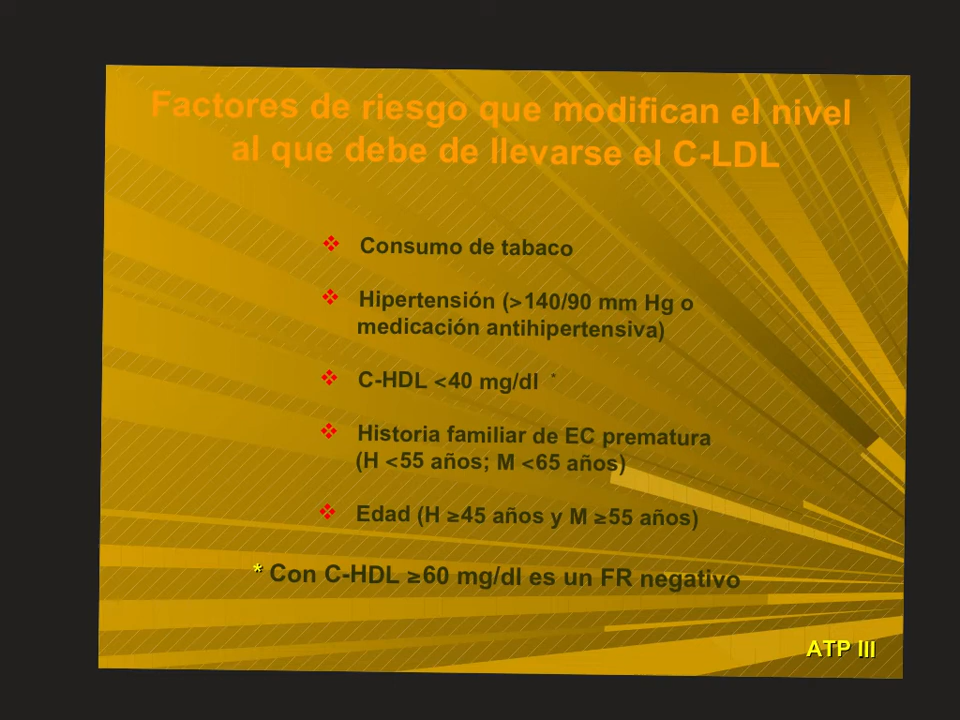 Factores de riesgo que modifican el nivel
al que debe de llevarse el C-LDL
❖ Consumo de tabaco
❖ Hipertensión (>140/90 mm Hg o
medicación antihipertensiva)
❖ C-HDL <40 mg/dl *
❖ Historia familiar de EC prematura
(H <55 años; M <65 años)
❖ Edad (H ≥45 años y M ≥55 años)
* Con C-HDL ≥60 mg/dl es un FR negativo
ATP III